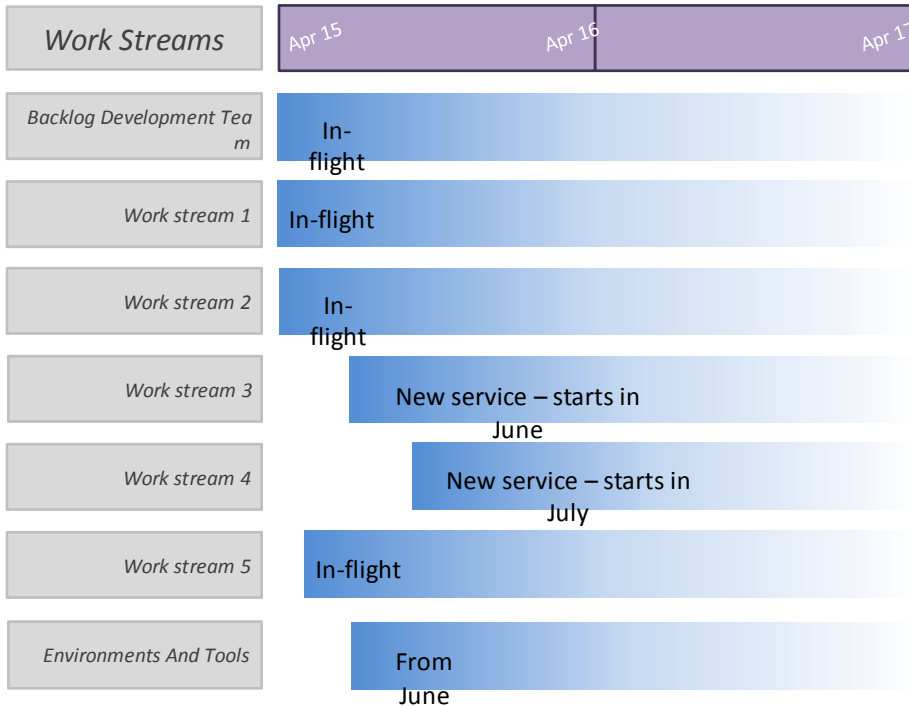 Work Streams
Apr 15
Apr 16
Apr 17
Backlog Development Tea
m
In-
flight
Work stream 1
In-flight
Work stream 2
In-
flight
Work stream 3
New service – starts in
June
Work stream 4
New service – starts in
July
Work stream 5
In-flight
Environments And Tools
From
June